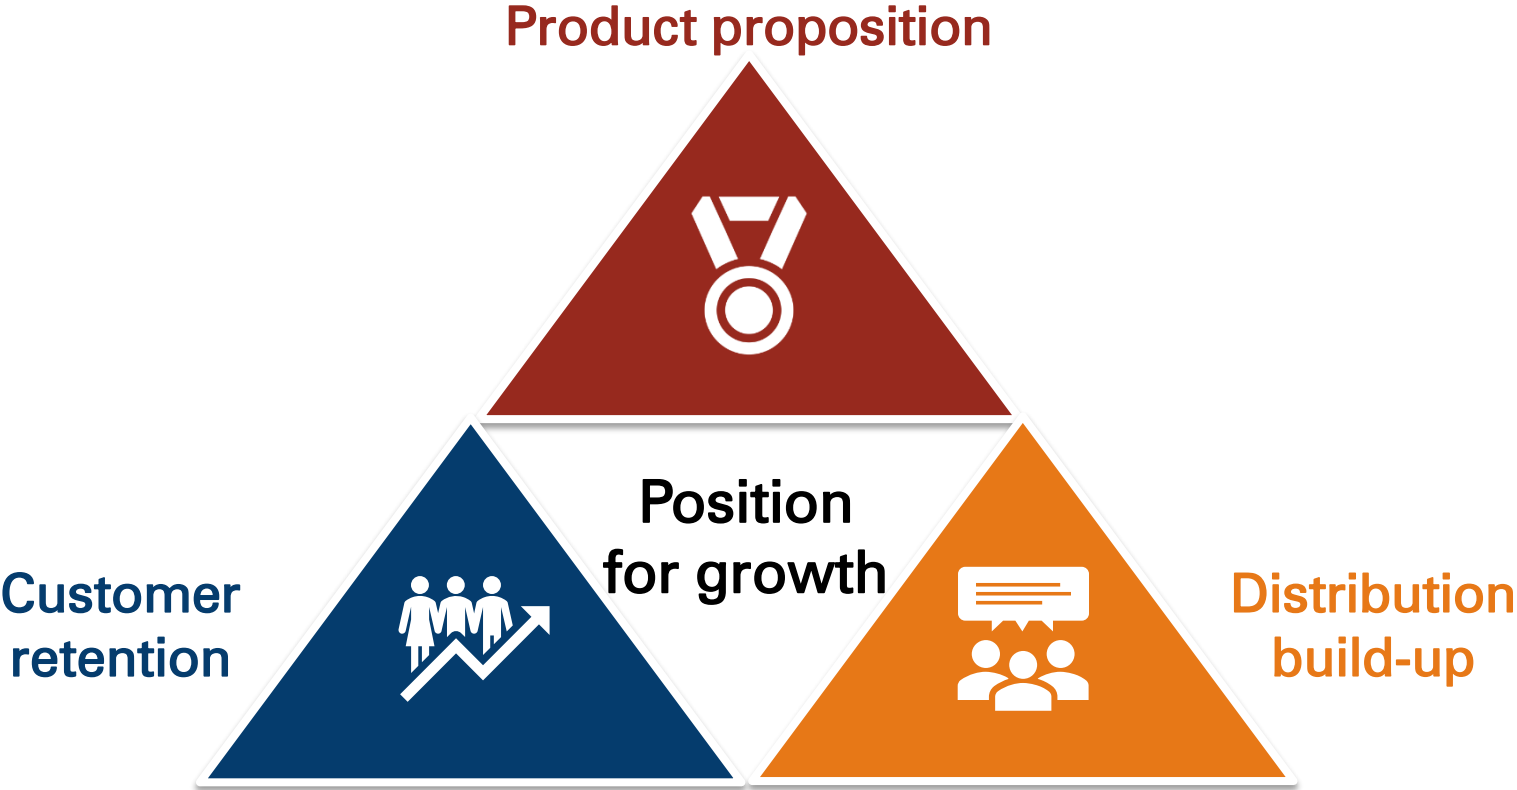 Product proposition
Position
for growth
Customer
retention
Distribution
build-up